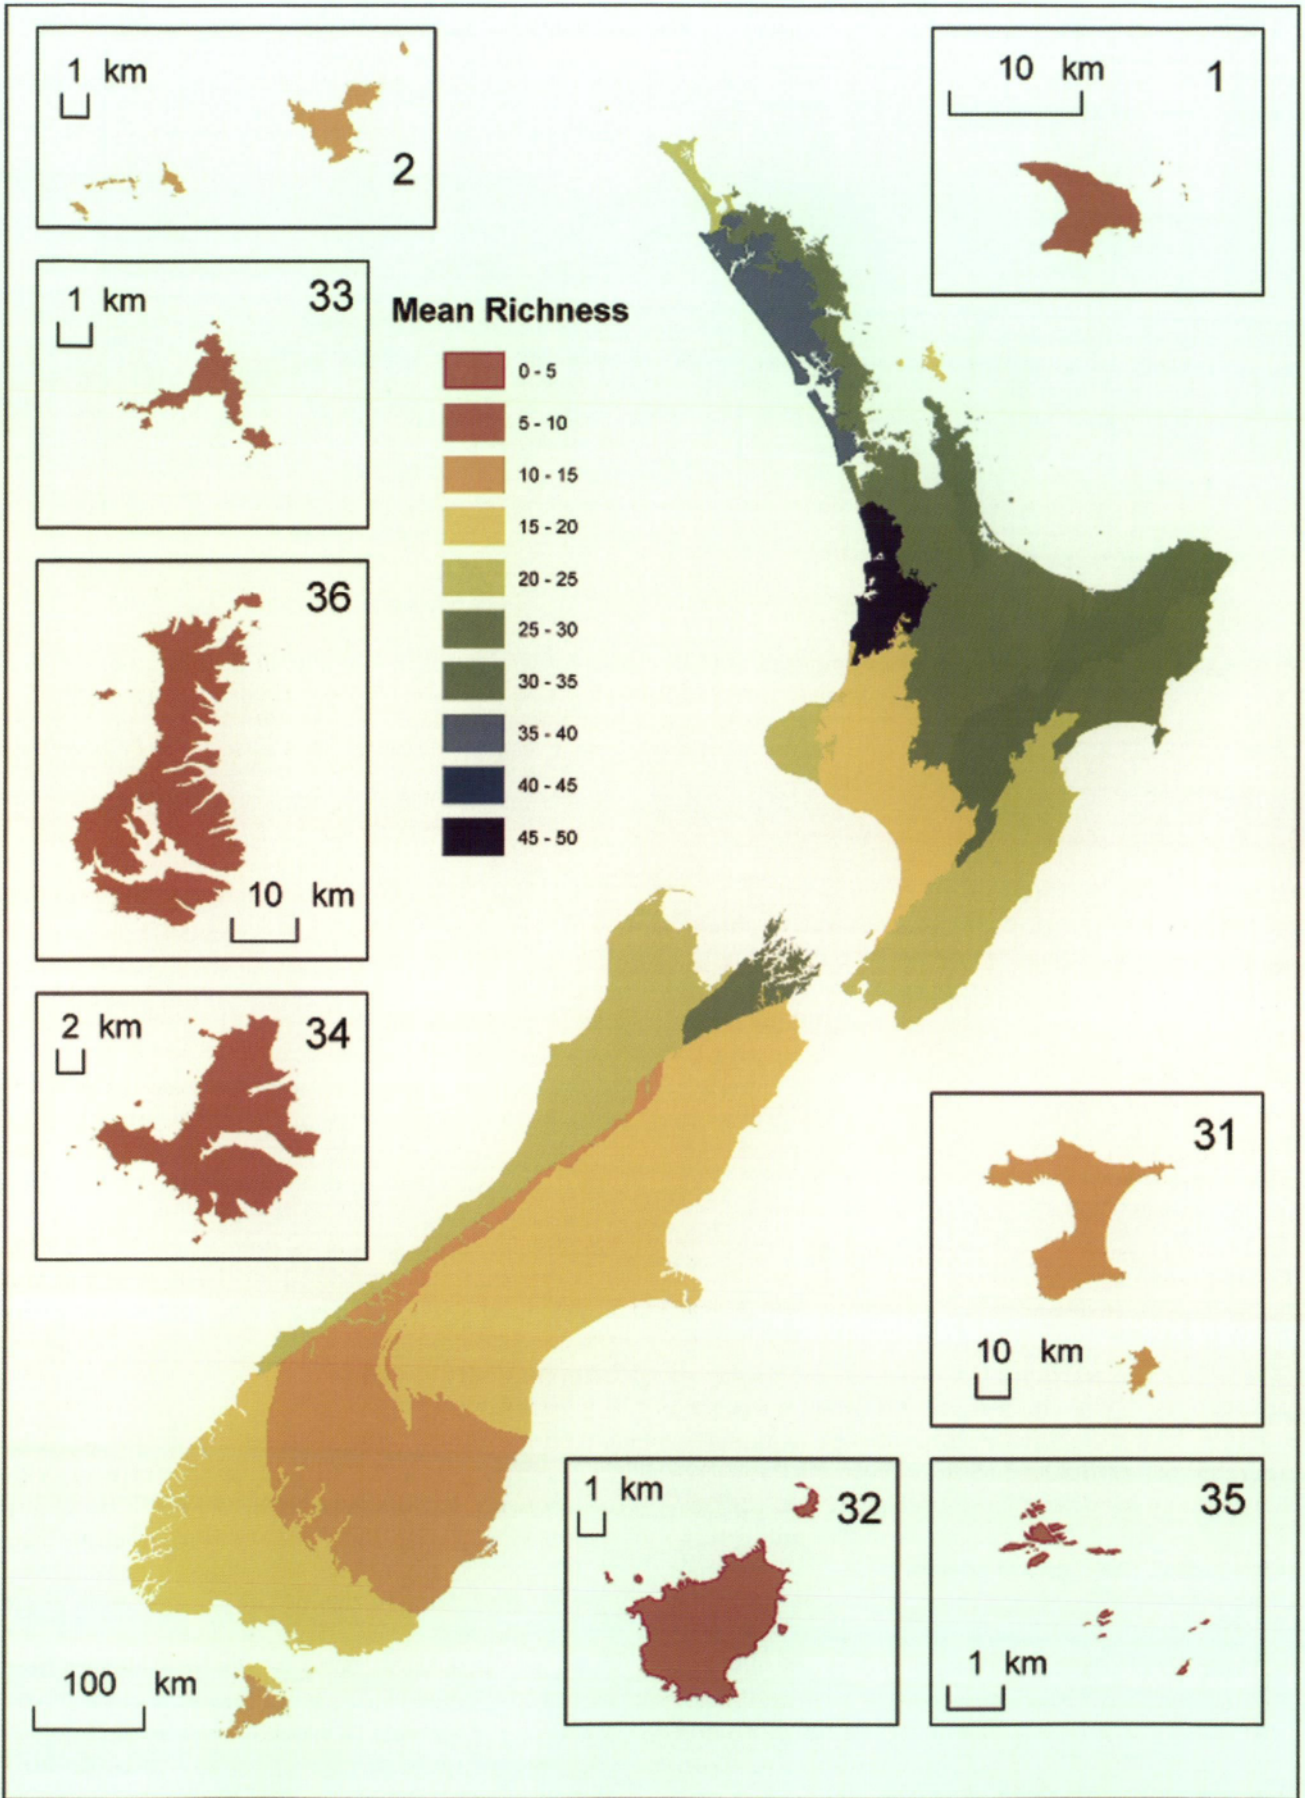 1 km
2
10 km
1
1 km
33
Mean Richness
0 - 5
5 - 10
10 - 15
15 - 20
20 - 25
25 - 30
30 - 35
35 - 40
40 - 45
45 - 50
36
10 km
2 km
34
31
10 km
1 km
32
35
1 km
100 km